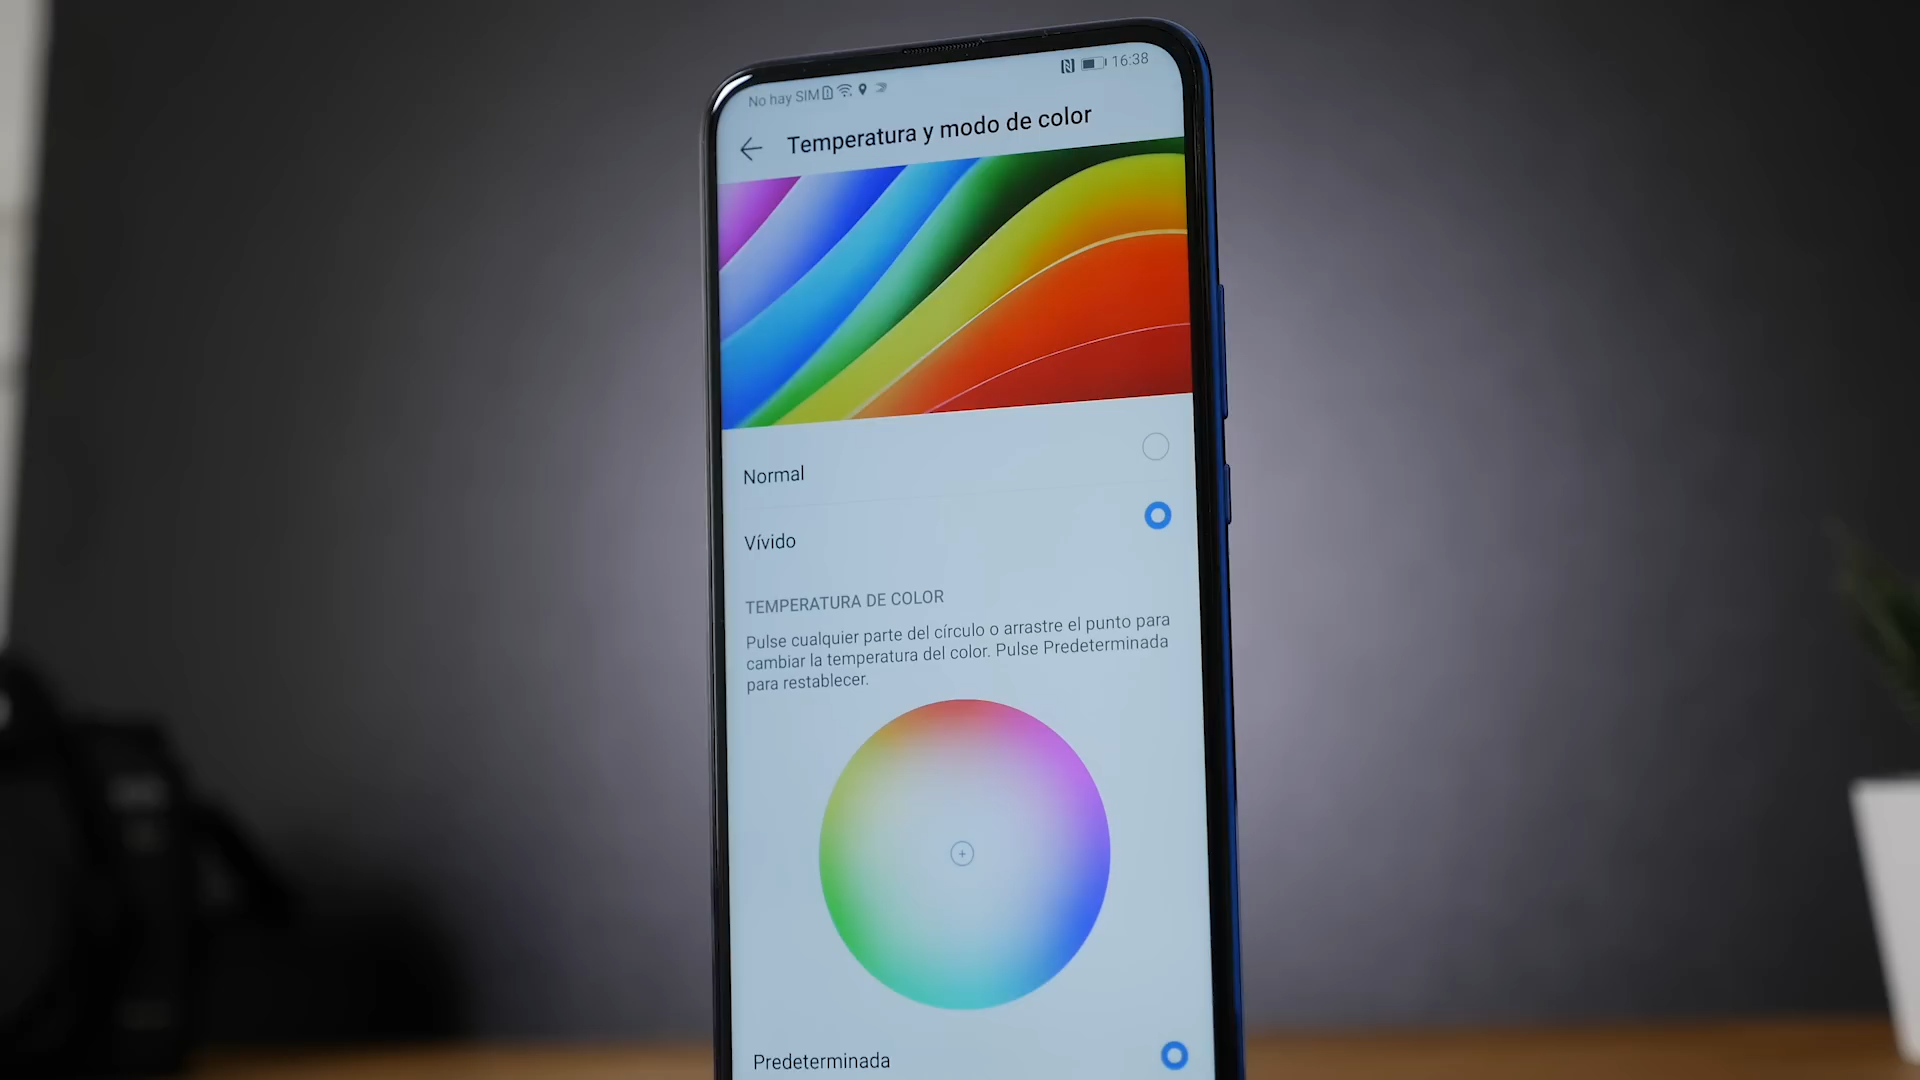 No hay SIM 16:38
Temperatura y modo de color
Normal
Vívido
TEMPERATURA DE COLOR
Pulse cualquier parte del círculo o arrastre el punto para
cambiar la temperatura del color. Pulse Predeterminada
para restablecer.
Predeterminada